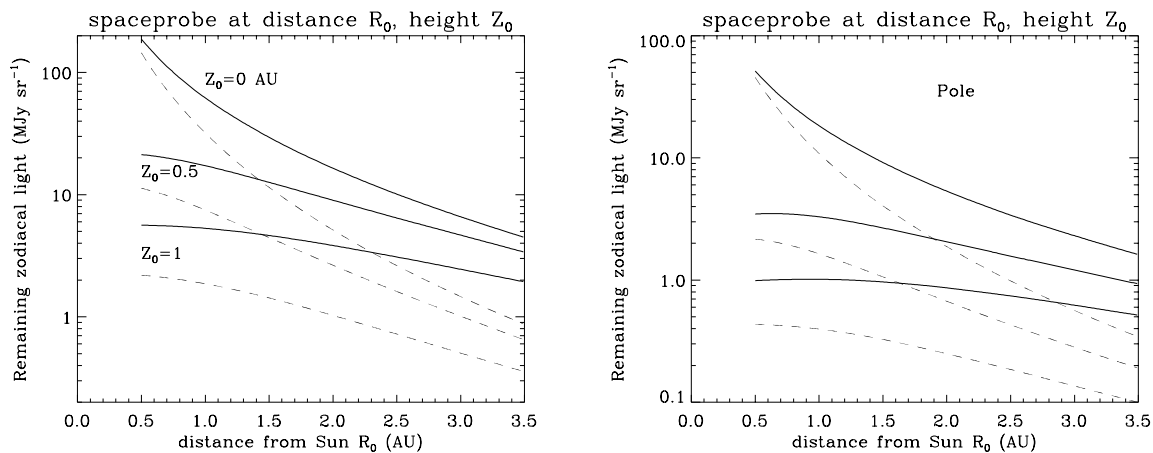 spaceprobe at distance R₀, height Z₀
Remaining zodiacal light (MJy sr⁻¹)
100
10
1
Z₀=0 AU
Z₀=0.5
Z₀=1
0.0 0.5 1.0 1.5 2.0 2.5 3.0 3.5
distance from Sun R₀ (AU)
spaceprobe at distance R₀, height Z₀
Remaining zodiacal light (MJy sr⁻¹)
100.0
10.0
1.0
0.1
Pole
0.0 0.5 1.0 1.5 2.0 2.5 3.0 3.5
distance from Sun R₀ (AU)